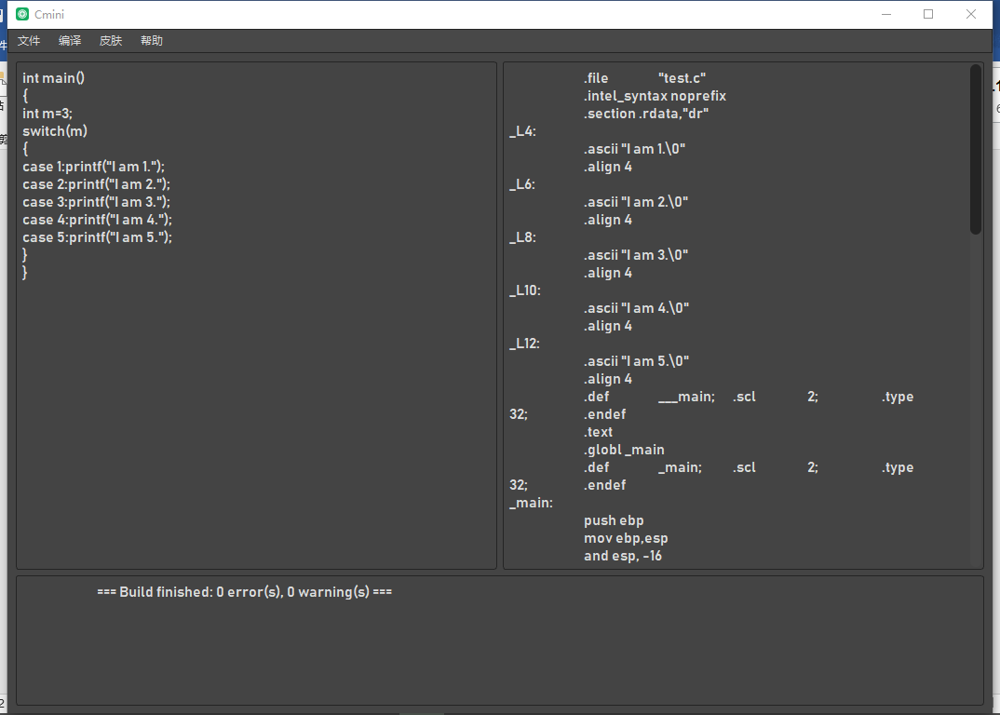 Cmini
文件 编译 皮肤 帮助
int main()
{
int m=3;
switch(m)
{
case 1:printf("I am 1.");
case 2:printf("I am 2.");
case 3:printf("I am 3.");
case 4:printf("I am 4.");
case 5:printf("I am 5.");
}
}
.file "test.c"
.intel_syntax noprefix
.section .rdata,"dr"
_L4:
.ascii "I am 1.\0"
.align 4
_L6:
.ascii "I am 2.\0"
.align 4
_L8:
.ascii "I am 3.\0"
.align 4
_L10:
.ascii "I am 4.\0"
.align 4
_L12:
.ascii "I am 5.\0"
.align 4
.def ___main; .scl 2; .type
32; .endef
.text
.globl _main
.def _main; .scl 2; .type
32; .endef
_main:
push ebp
mov ebp,esp
and esp, -16
=== Build finished: 0 error(s), 0 warning(s) ===